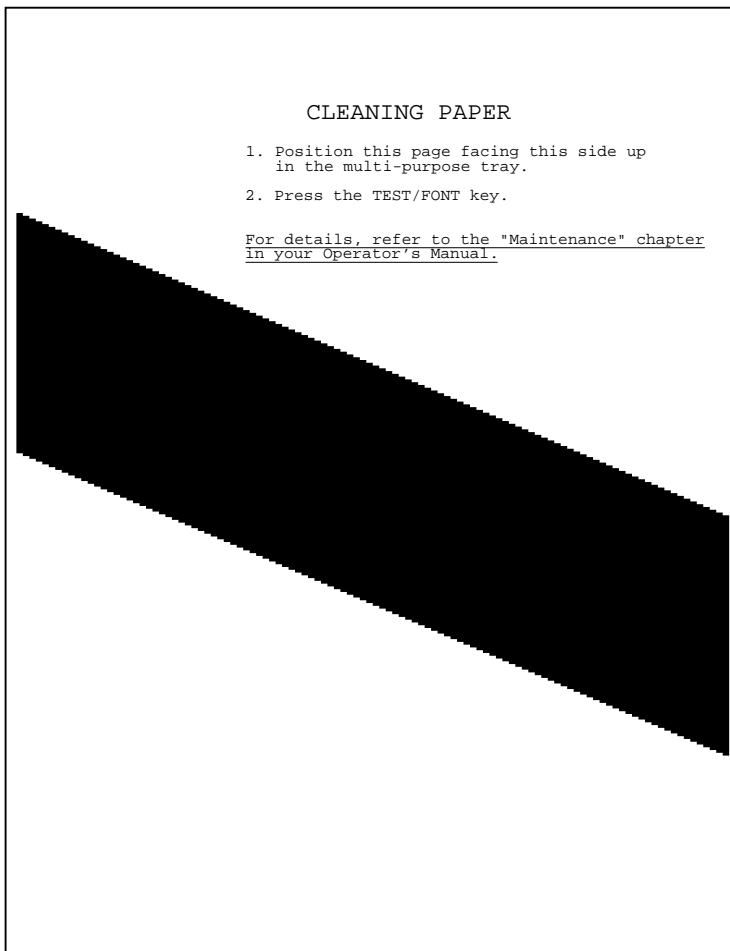 CLEANING PAPER
1. Position this page facing this side up
in the multi-purpose tray.
2. Press the TEST/FONT key.
For details, refer to the "Maintenance" chapter
in your Operator's Manual.